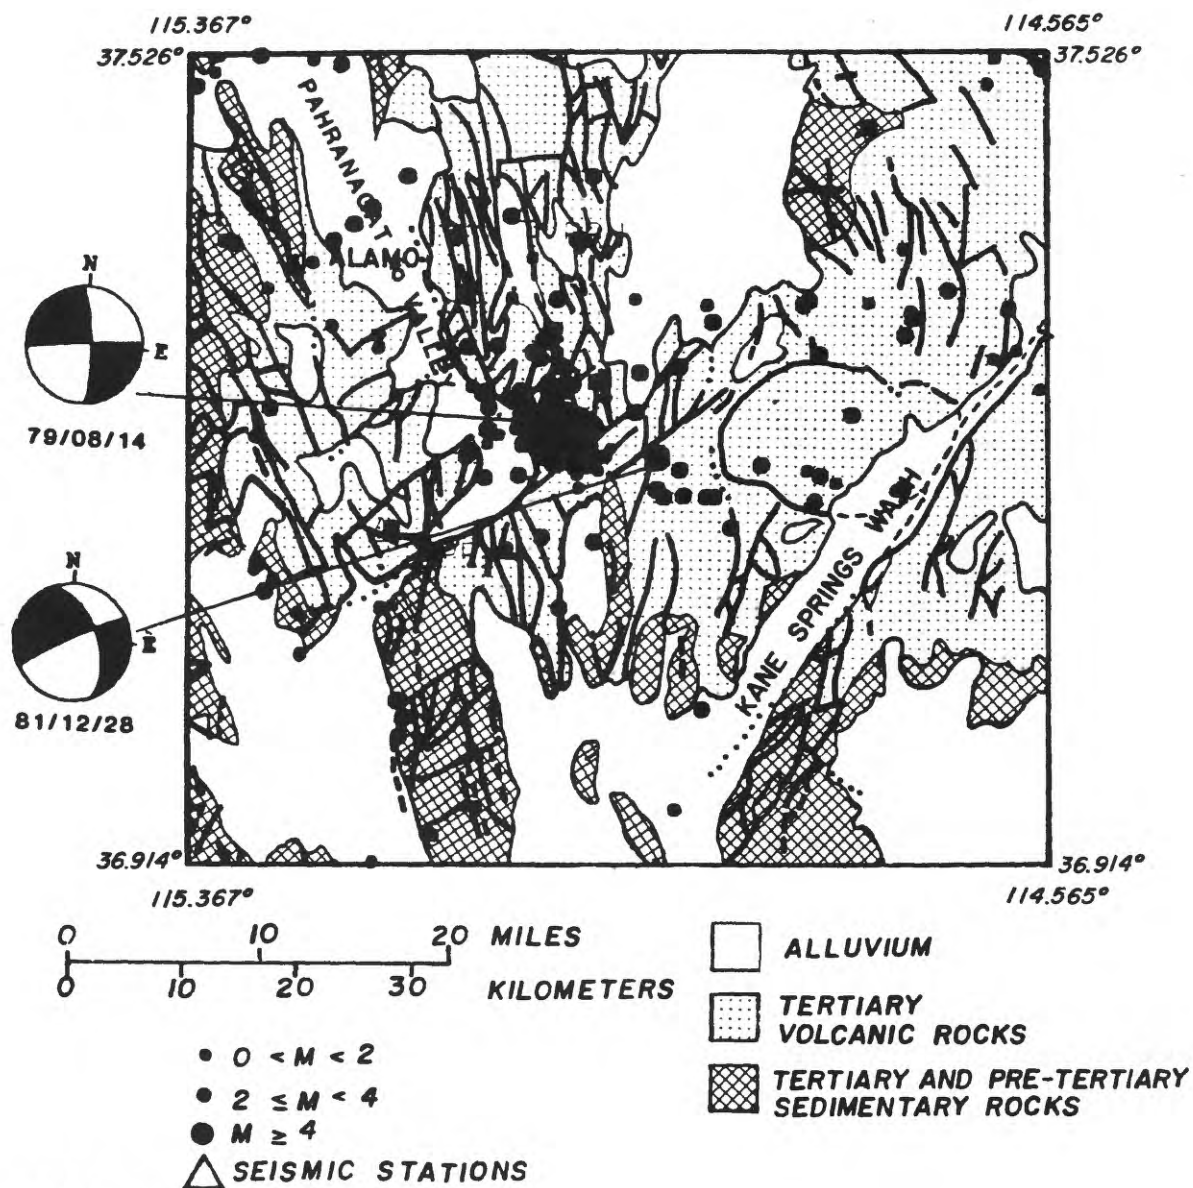 115.367°
114.565°
37.526°
37.526°
PAHRANAGAT
ALAMO
VALLEY
N
E
79/08/14
N
E
81/12/28
KANE SPRINGS WASH
36.914°
36.914°
115.367°
114.565°
0 10 20 MILES
0 10 20 30 KILOMETERS
ALLUVIUM
TERTIARY
VOLCANIC ROCKS
TERTIARY AND PRE-TERTIARY
SEDIMENTARY ROCKS
0 < M < 2
2 ≤ M < 4
M ≥ 4
SEISMIC STATIONS